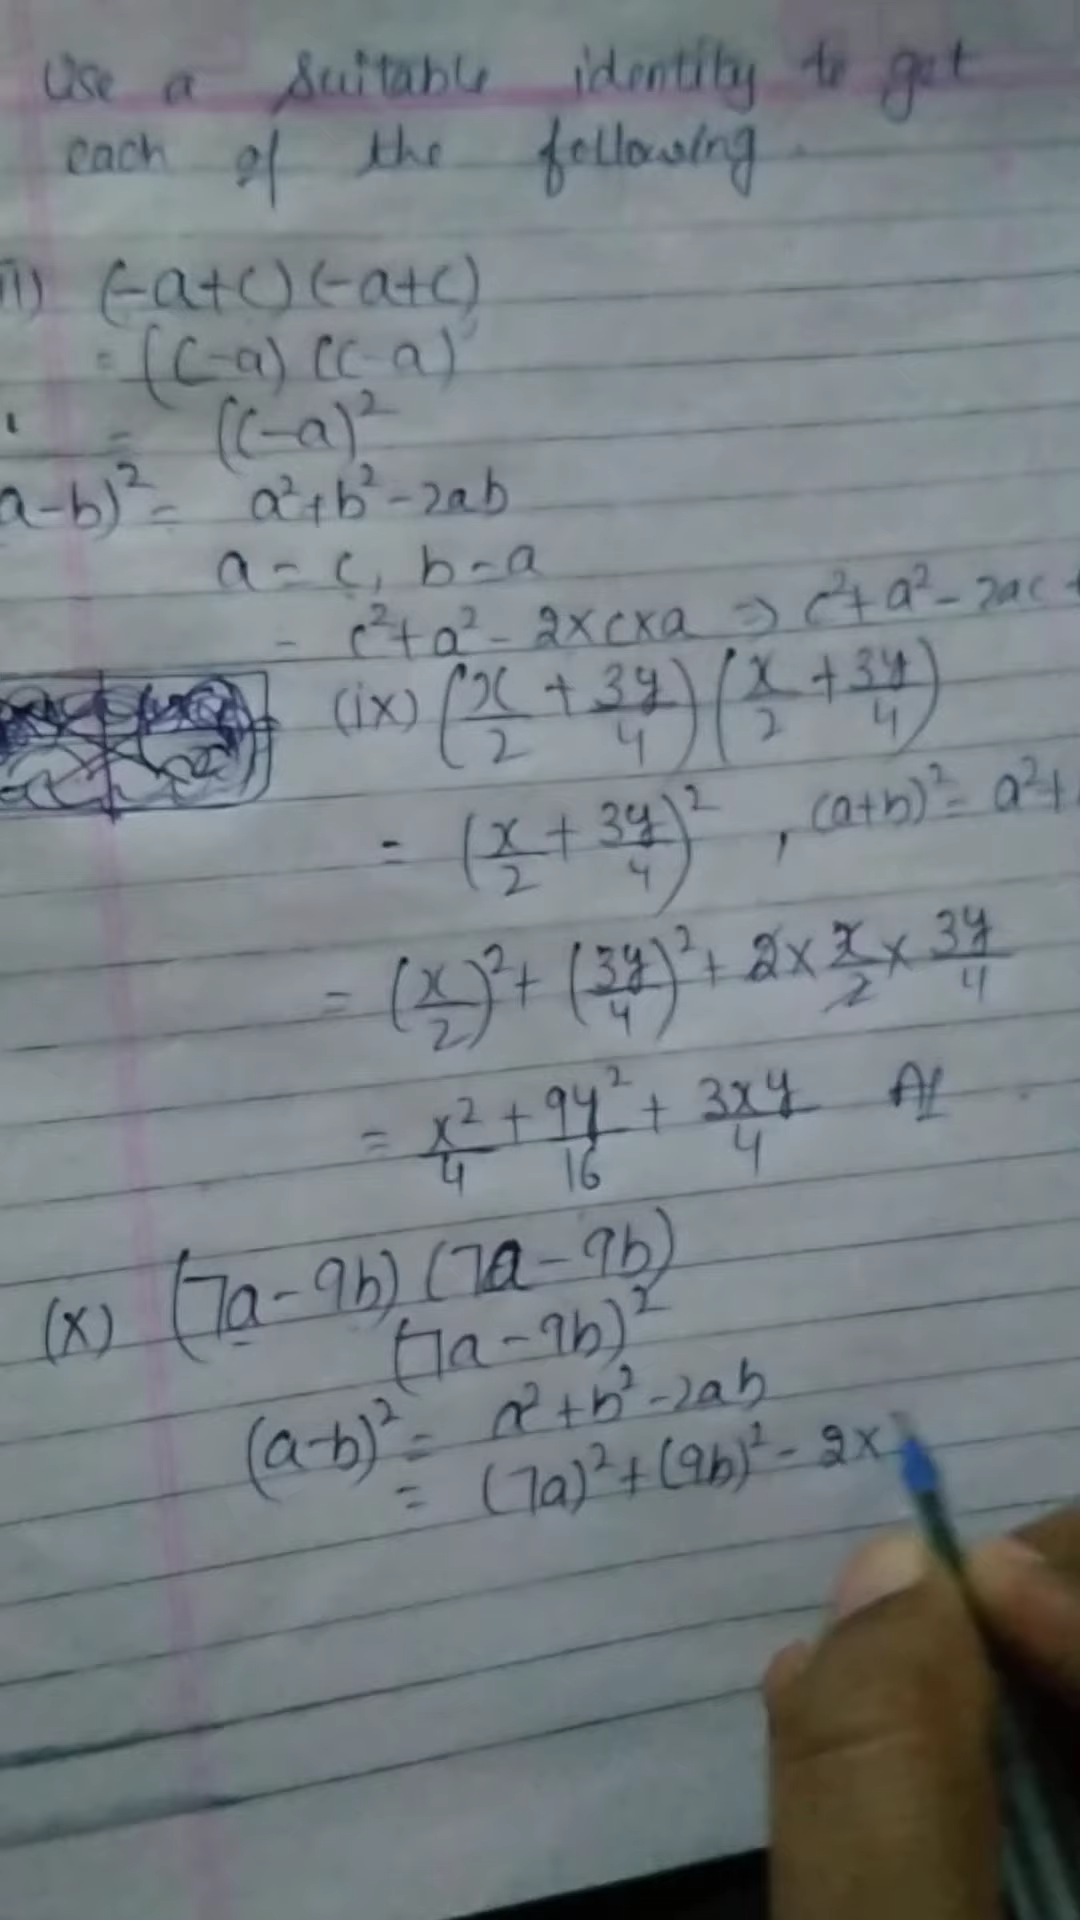 Use a suitable identity to get
each of the following.
ii) (-a+c)(-a+c)
= (c-a) (c-a)
= (c-a)²
a-b)² = a²+b²-2ab
a = c, b = a
= c²+a²-2×c×a ⇒ c²+a²-2ac
(ix) (x/2 + 3y/4) (x/2 + 3y/4)
= (x/2 + 3y/4)² , (a+b)² = a²+
= (x/2)² + (3y/4)² + 2 × x/2 × 3y/4
= x²/4 + 9y²/16 + 3xy/4
(x) (7a-9b) (7a-9b)
(7a-9b)²
(a-b)² = a²+b²-2ab
= (7a)²+(9b)²-2×